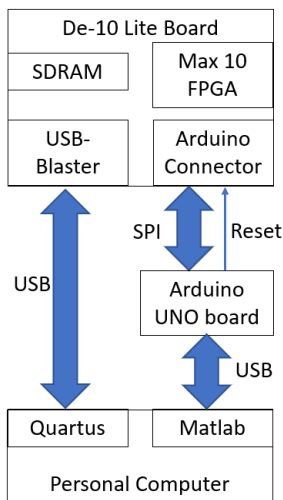 De-10 Lite Board
SDRAM
Max 10
FPGA
USB-
Blaster
Arduino
Connector
SPI
Reset
USB
Arduino
UNO board
USB
Quartus
Matlab
Personal Computer